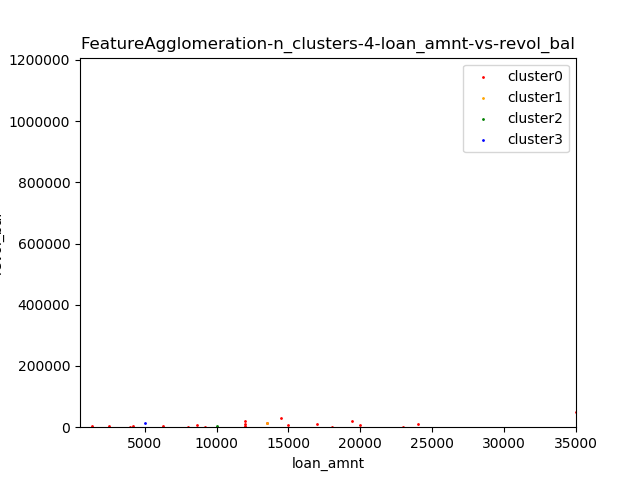 FeatureAgglomeration-n_clusters-4-loan_amnt-vs-revol_bal
1200000
1000000
800000
600000
400000
200000
0
cluster0
cluster1
cluster2
cluster3
5000 10000 15000 20000 25000 30000 35000
loan_amnt